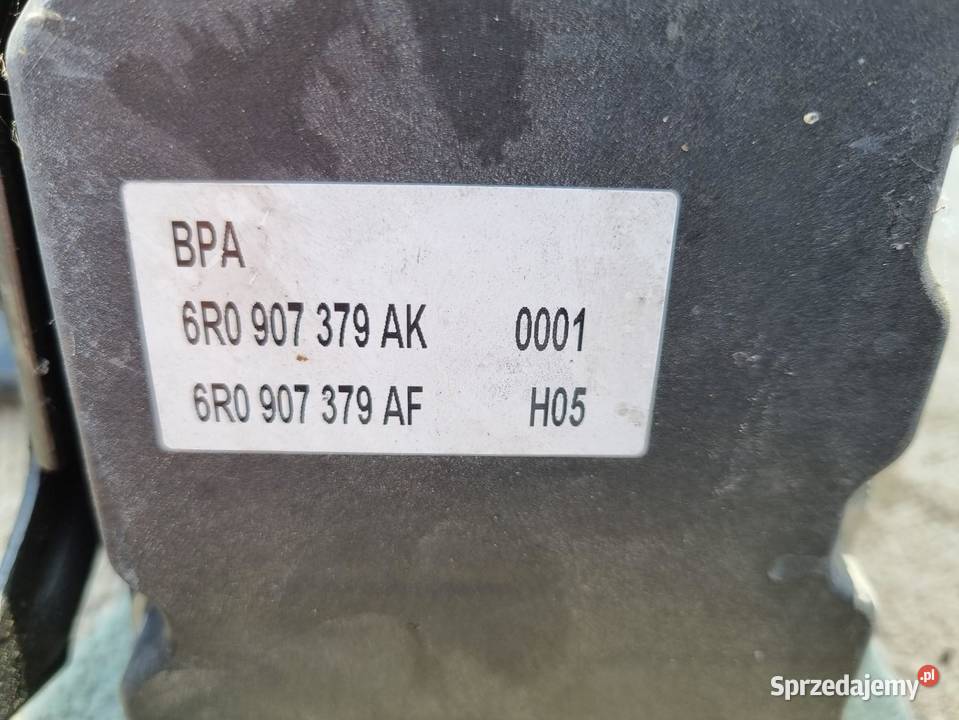 BPA
6R0 907 379 AK 0001
6R0 907 379 AF H05
Sprzedajemy.pl